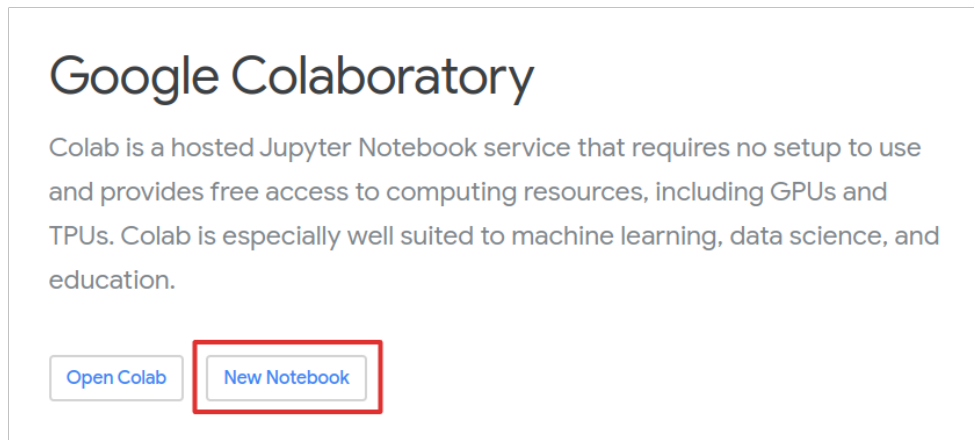 Google Colaboratory
Colab is a hosted Jupyter Notebook service that requires no setup to use
and provides free access to computing resources, including GPUs and
TPUs. Colab is especially well suited to machine learning, data science, and
education.
Open Colab New Notebook